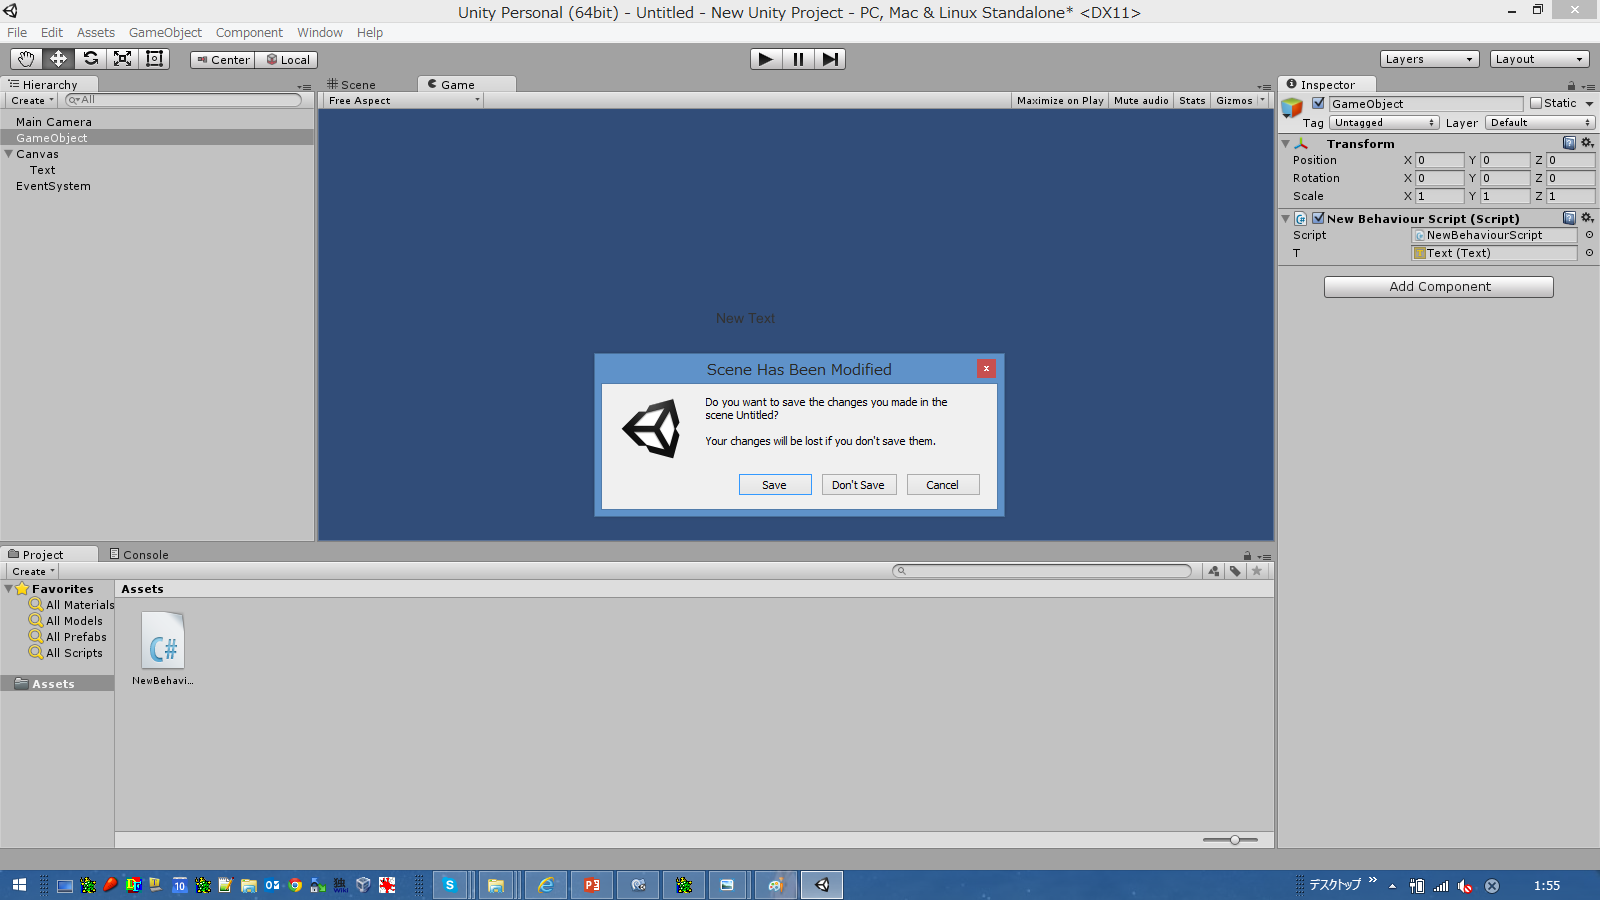 Unity Personal (64bit) - Untitled - New Unity Project - PC, Mac & Linux Standalone* <DX11>
File Edit Assets GameObject Component Window Help
Center Local
Layers Layout
Hierarchy
Create All
Main Camera
GameObject
Canvas
Text
EventSystem
Scene Game
Free Aspect Maximize on Play Mute audio Stats Gizmos
New Text
Scene Has Been Modified
x
Do you want to save the changes you made in the
scene Untitled?
Your changes will be lost if you don't save them.
Save Don't Save Cancel
Inspector
GameObject Static
Tag Untagged Layer Default
Transform
Position X 0 Y 0 Z 0
Rotation X 0 Y 0 Z 0
Scale X 1 Y 1 Z 1
New Behaviour Script (Script)
Script NewBehaviourScript
T Text (Text)
Add Component
Project Console
Create
Favorites
All Materials
All Models
All Prefabs
All Scripts
Assets
Assets
C#
NewBehavi...
デスクトップ
1:55